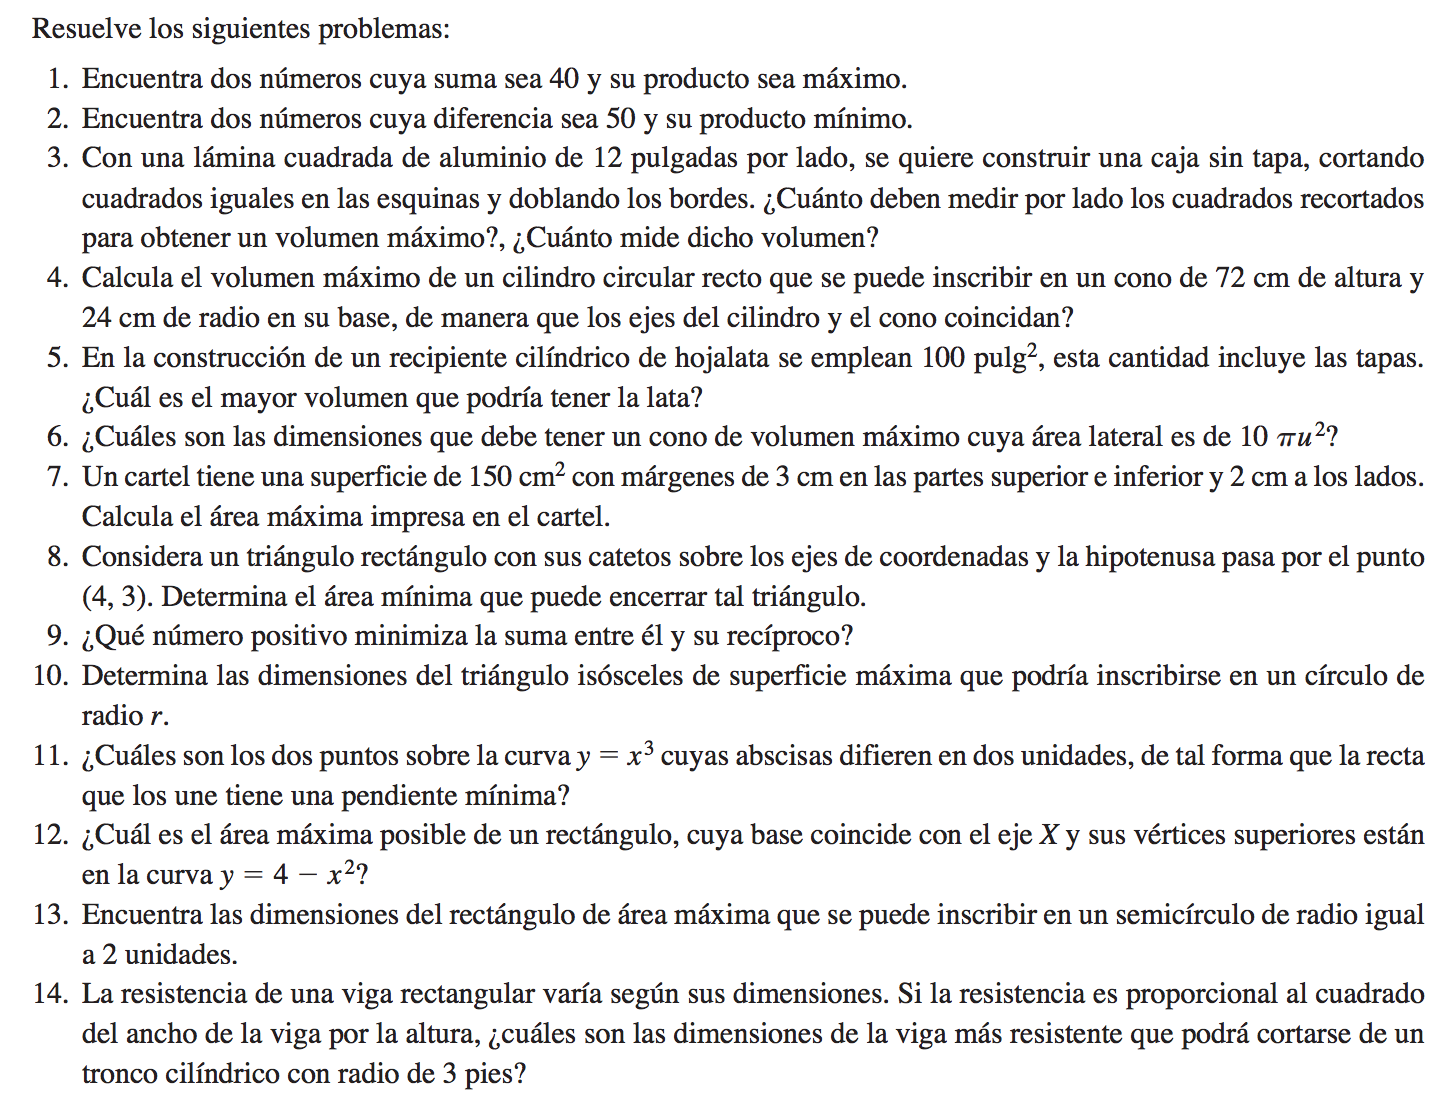 Resuelve los siguientes problemas:
1. Encuentra dos números cuya suma sea 40 y su producto sea máximo.
2. Encuentra dos números cuya diferencia sea 50 y su producto mínimo.
3. Con una lámina cuadrada de aluminio de 12 pulgadas por lado, se quiere construir una caja sin tapa, cortando
cuadrados iguales en las esquinas y doblando los bordes. ¿Cuánto deben medir por lado los cuadrados recortados
para obtener un volumen máximo?, ¿Cuánto mide dicho volumen?
4. Calcula el volumen máximo de un cilindro circular recto que se puede inscribir en un cono de 72 cm de altura y
24 cm de radio en su base, de manera que los ejes del cilindro y el cono coincidan?
5. En la construcción de un recipiente cilíndrico de hojalata se emplean 100 pulg², esta cantidad incluye las tapas.
¿Cuál es el mayor volumen que podría tener la lata?
6. ¿Cuáles son las dimensiones que debe tener un cono de volumen máximo cuya área lateral es de 10 πu²?
7. Un cartel tiene una superficie de 150 cm² con márgenes de 3 cm en las partes superior e inferior y 2 cm a los lados.
Calcula el área máxima impresa en el cartel.
8. Considera un triángulo rectángulo con sus catetos sobre los ejes de coordenadas y la hipotenusa pasa por el punto
(4, 3). Determina el área mínima que puede encerrar tal triángulo.
9. ¿Qué número positivo minimiza la suma entre él y su recíproco?
10. Determina las dimensiones del triángulo isósceles de superficie máxima que podría inscribirse en un círculo de
radio r.
11. ¿Cuáles son los dos puntos sobre la curva y = x³ cuyas abscisas difieren en dos unidades, de tal forma que la recta
que los une tiene una pendiente mínima?
12. ¿Cuál es el área máxima posible de un rectángulo, cuya base coincide con el eje X y sus vértices superiores están
en la curva y = 4 − x²?
13. Encuentra las dimensiones del rectángulo de área máxima que se puede inscribir en un semicírculo de radio igual
a 2 unidades.
14. La resistencia de una viga rectangular varía según sus dimensiones. Si la resistencia es proporcional al cuadrado
del ancho de la viga por la altura, ¿cuáles son las dimensiones de la viga más resistente que podrá cortarse de un
tronco cilíndrico con radio de 3 pies?